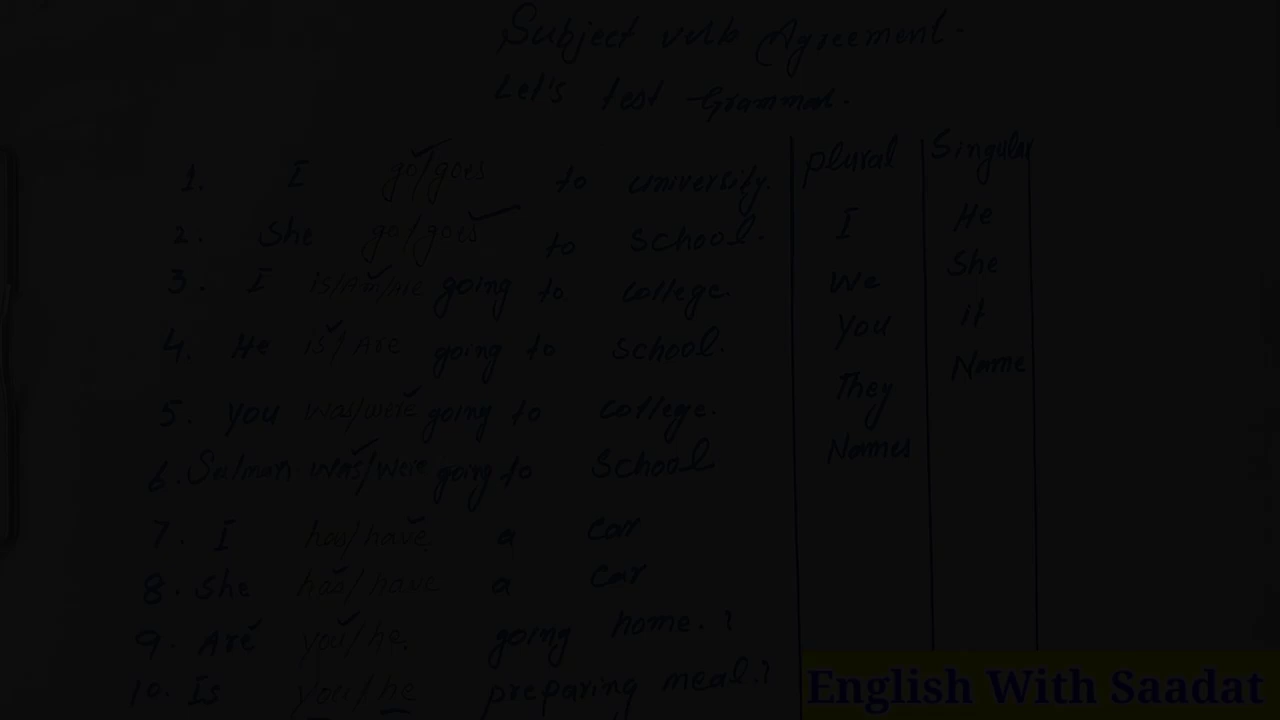 Subject verb Agreement.
Let's test Grammar.
1. I go/goes to university.
2. She go/goes to school.
3. I is/Am/Are going to college.
4. He is/Are going to school.
5. You was/were going to college.
6. Salman was/were going to School
7. I has/have a car
8. She has/have a car
9. Are you/he going home.?
10. Is you/he preparing meal.?
plural
I
We
You
They
Names
Singular
He
She
it
Name
English With Saadat